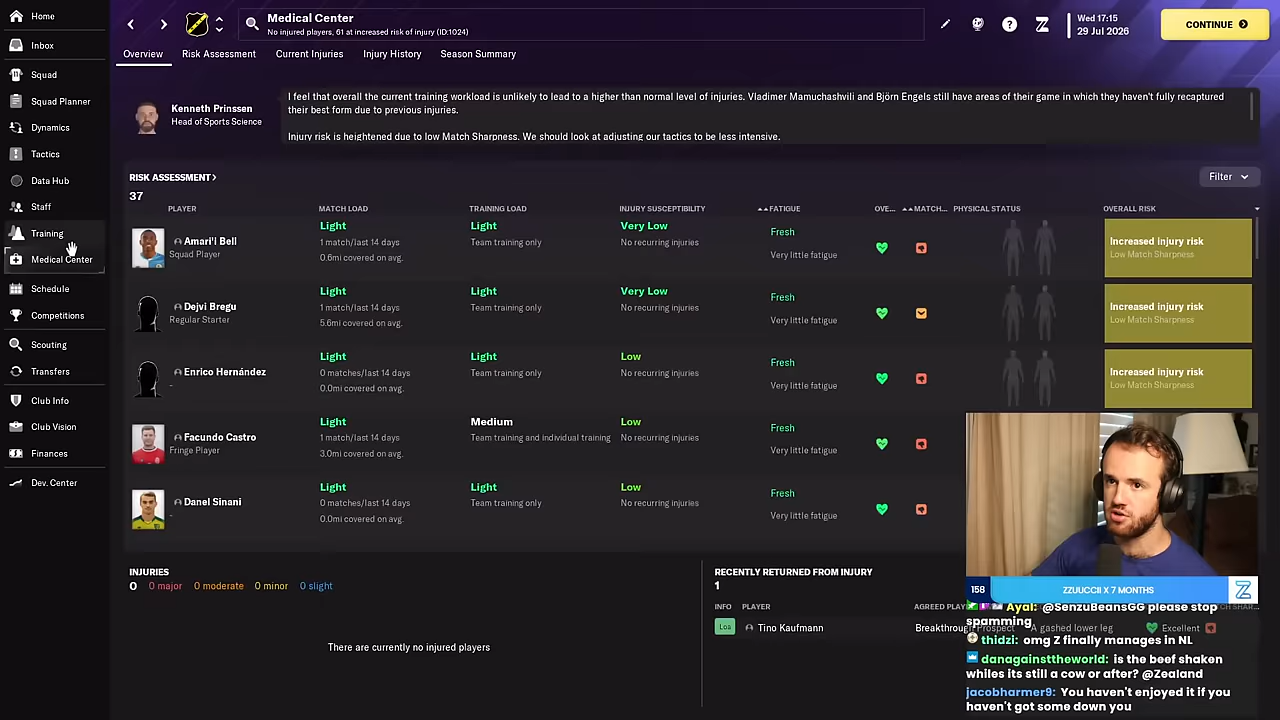 Home
Inbox
Squad
Squad Planner
Dynamics
Tactics
Data Hub
Staff
Training
Medical Center
Schedule
Competitions
Scouting
Transfers
Club Info
Club Vision
Finances
Dev. Center
Medical Center
No injured players, 61 at increased risk of injury (ID:1024)
Wed 17:15
29 Jul 2026
CONTINUE
Overview
Risk Assessment
Current Injuries
Injury History
Season Summary
Kenneth Prinssen
Head of Sports Science
I feel that overall the current training workload is unlikely to lead to a higher than normal level of injuries. Vladimer Mamuchashvili and Björn Engels still have areas of their game in which they haven't fully recaptured
their best form due to previous injuries.
Injury risk is heightened due to low Match Sharpness. We should look at adjusting our tactics to be less intensive.
RISK ASSESSMENT >
37
Filter
PLAYER MATCH LOAD TRAINING LOAD INJURY SUSCEPTIBILITY FATIGUE OVE... MATCH... PHYSICAL STATUS OVERALL RISK
Amari'i Bell
Squad Player
Light
1 match/last 14 days
0.6mi covered on avg.
Light
Team training only
Very Low
No recurring injuries
Fresh
Very little fatigue
Increased injury risk
Low Match Sharpness
Dejvi Bregu
Regular Starter
Light
1 match/last 14 days
5.6mi covered on avg.
Light
Team training only
Very Low
No recurring injuries
Fresh
Very little fatigue
Increased injury risk
Low Match Sharpness
Enrico Hernández
-
Light
0 matches/last 14 days
0.0mi covered on avg.
Light
Team training only
Low
No recurring injuries
Fresh
Very little fatigue
Increased injury risk
Low Match Sharpness
Facundo Castro
Fringe Player
Light
1 match/last 14 days
3.0mi covered on avg.
Medium
Team training and individual training
Low
No recurring injuries
Fresh
Very little fatigue
Danel Sinani
-
Light
0 matches/last 14 days
0.0mi covered on avg.
Light
Team training only
Low
No recurring injuries
Fresh
Very little fatigue
INJURIES
0 0 major 0 moderate 0 minor 0 slight
There are currently no injured players
RECENTLY RETURNED FROM INJURY
1
INFO PLAYER AGREED PLAY
Loa Tino Kaufmann Breakthrough Prospect A gashed lower leg Excellent
158
ZZUUCCII X 7 MONTHS
Z
Ayal: @SenzuBeansGG please stop
spamming
thidzi: omg Z finally manages in NL
danagainsttheworld: is the beef shaken
whiles its still a cow or after? @Zealand
jacobharmer9: You haven't enjoyed it if you
haven't got some down you